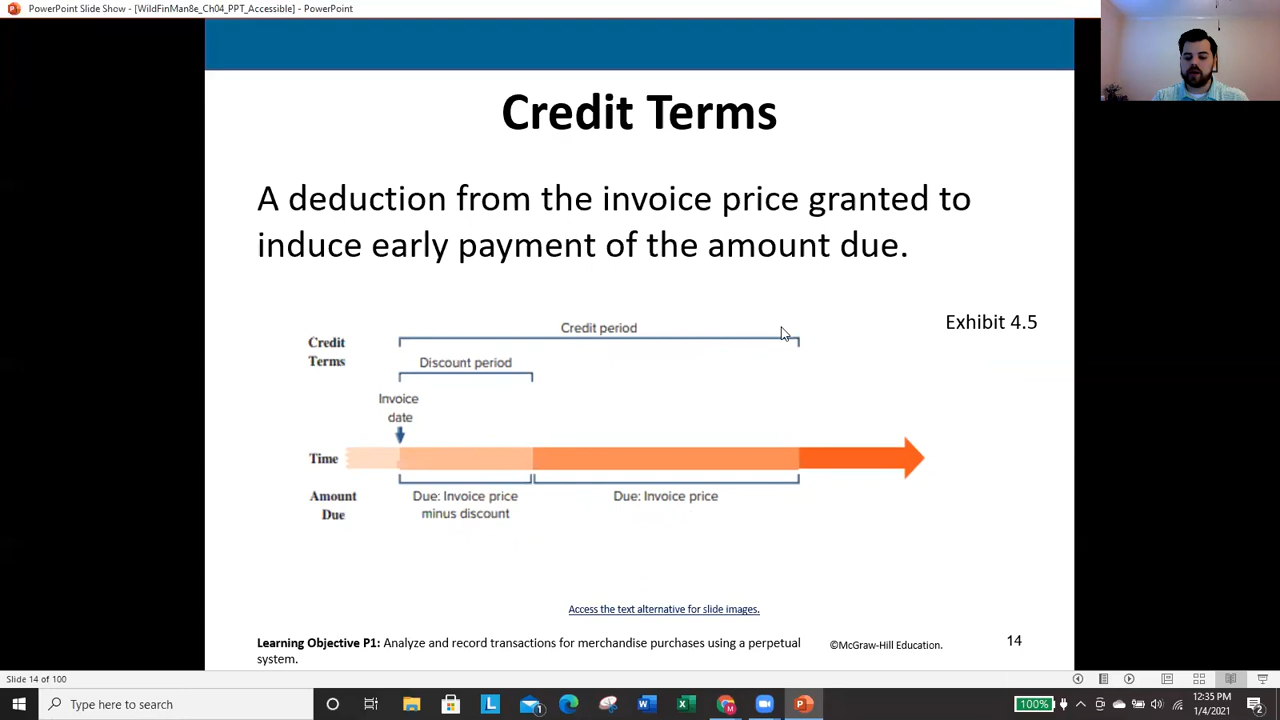 PowerPoint Slide Show - [WildFinMan8e_Ch04_PPT_Accessible] - PowerPoint
Credit Terms
A deduction from the invoice price granted to
induce early payment of the amount due.
Exhibit 4.5
Credit period
Credit
Terms
Discount period
Invoice
date
Time
Amount
Due
Due: Invoice price
minus discount
Due: Invoice price
Access the text alternative for slide images.
Learning Objective P1: Analyze and record transactions for merchandise purchases using a perpetual
system.
©McGraw-Hill Education.
14
Slide 14 of 100
Type here to search
100%
12:35 PM
1/4/2021